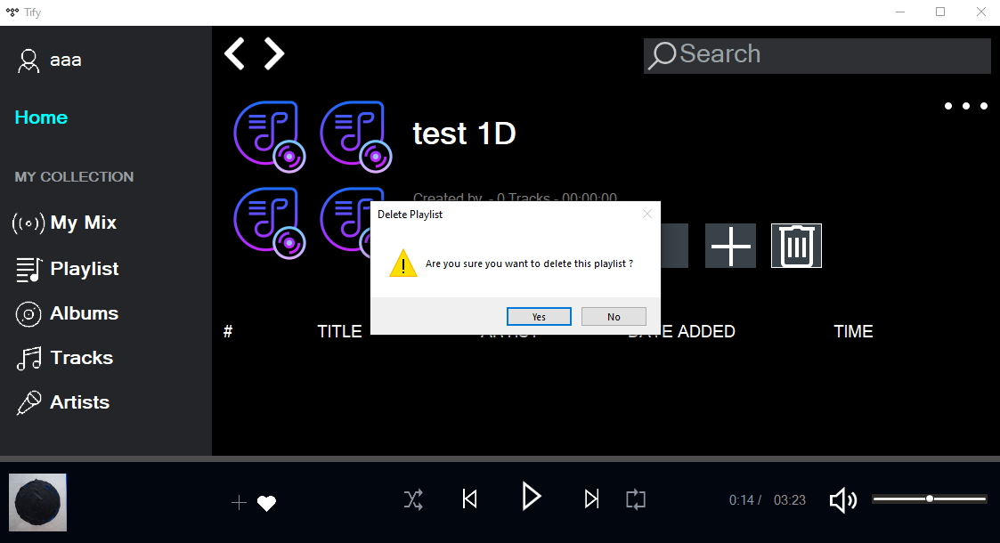 Tify
aaa
Search
Home
test 1D
MY COLLECTION
Created by - 0 Tracks - 00:00:00
My Mix
Delete Playlist
Playlist
Are you sure you want to delete this playlist ?
Albums
Yes
No
# TITLE ARTIST DATE ADDED TIME
Tracks
Artists
0:14 / 03:23